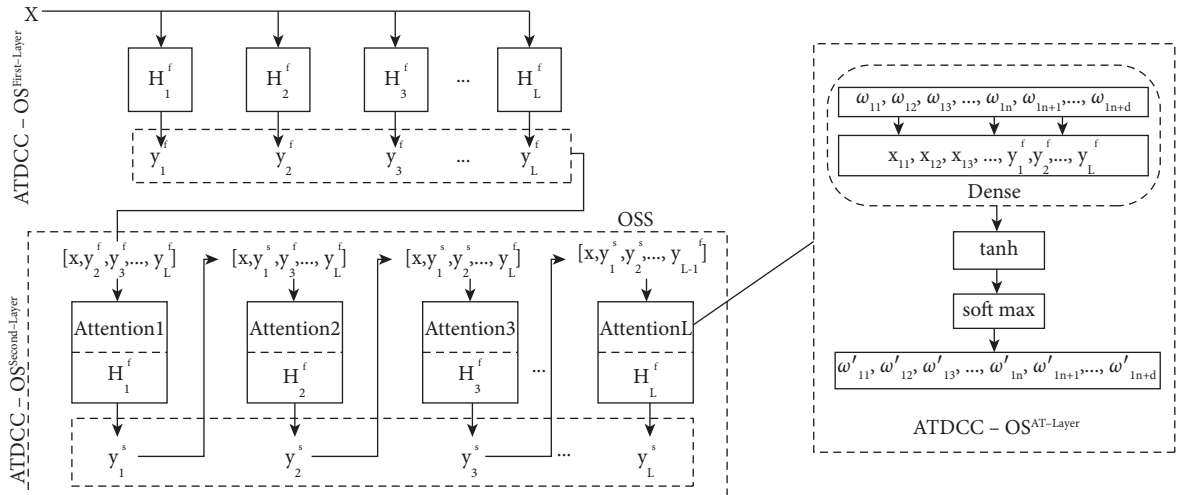 X
ATDCC – OS^First–Layer
H_1^f H_2^f H_3^f ... H_L^f
y_1^f y_2^f y_3^f ... y_L^f
OSS
ATDCC – OS^Second–Layer
[x,y_2^f,y_3^f,..., y_L^f] [x,y_1^s,y_3^f,..., y_L^f] [x,y_1^s,y_2^s,..., y_L^f] [x,y_1^s,y_2^s,..., y_{L-1}^f]
Attention1 Attention2 Attention3 AttentionL
H_1^f H_2^f H_3^f ... H_L^f
y_1^s y_2^s y_3^s ... y_L^s
ω_11, ω_12, ω_13, ..., ω_1n, ω_1n+1,..., ω_1n+d
x_11, x_12, x_13, ..., y_1^f,y_2^f,..., y_L^f
Dense
tanh
soft max
ω'_11, ω'_12, ω'_13, ..., ω'_1n, ω'_1n+1,..., ω'_1n+d
ATDCC – OS^AT–Layer